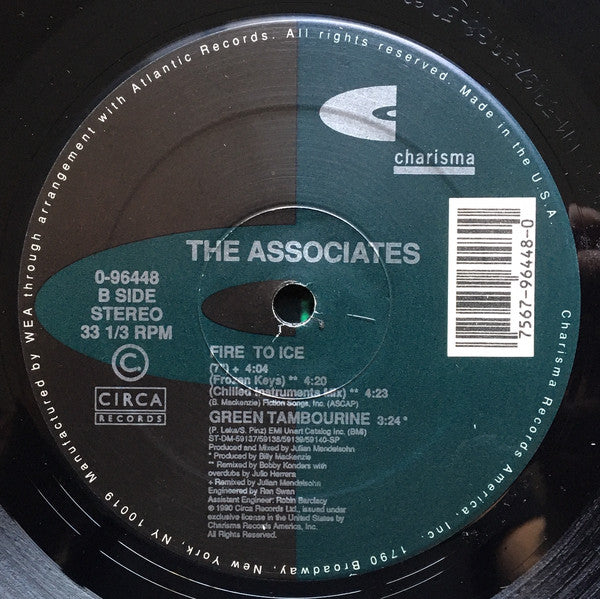 Manufactured by WEA through arrangement with Atlantic Records. All rights reserved. Made in the U.S.A.
charisma
THE ASSOCIATES
0-96448
B SIDE
STEREO
33 1/3 RPM
C
CIRCA
RECORDS
7567-96448-0
FIRE TO ICE
(7") + 4:04
(Frozen Keys) ** 4:20
(Chilled Instruments Mix) ** 4:23
(B. Mackenzie) Fiction Songs, Inc. (ASCAP)
GREEN TAMBOURINE 3:24 *
(P. Leka/S. Pinz) EMI Unart Catalog Inc. (BMI)
ST-DM-59137/59138/59139/59140-SP
Produced and Mixed by Julian Mendelsohn
* Produced by Billy Mackenzie
** Remixed by Bobby Konders with
overdubs by Julio Herrera
+ Remixed by Julian Mendelsohn
Engineered by Ren Swan
Assistant Engineer: Robin Barclay
℗ 1990 Circa Records Ltd., issued under
exclusive license in the United States by
Charisma Records America, Inc.
All Rights Reserved.
Charisma Records America, Inc. 1790 Broadway, New York, NY 10019